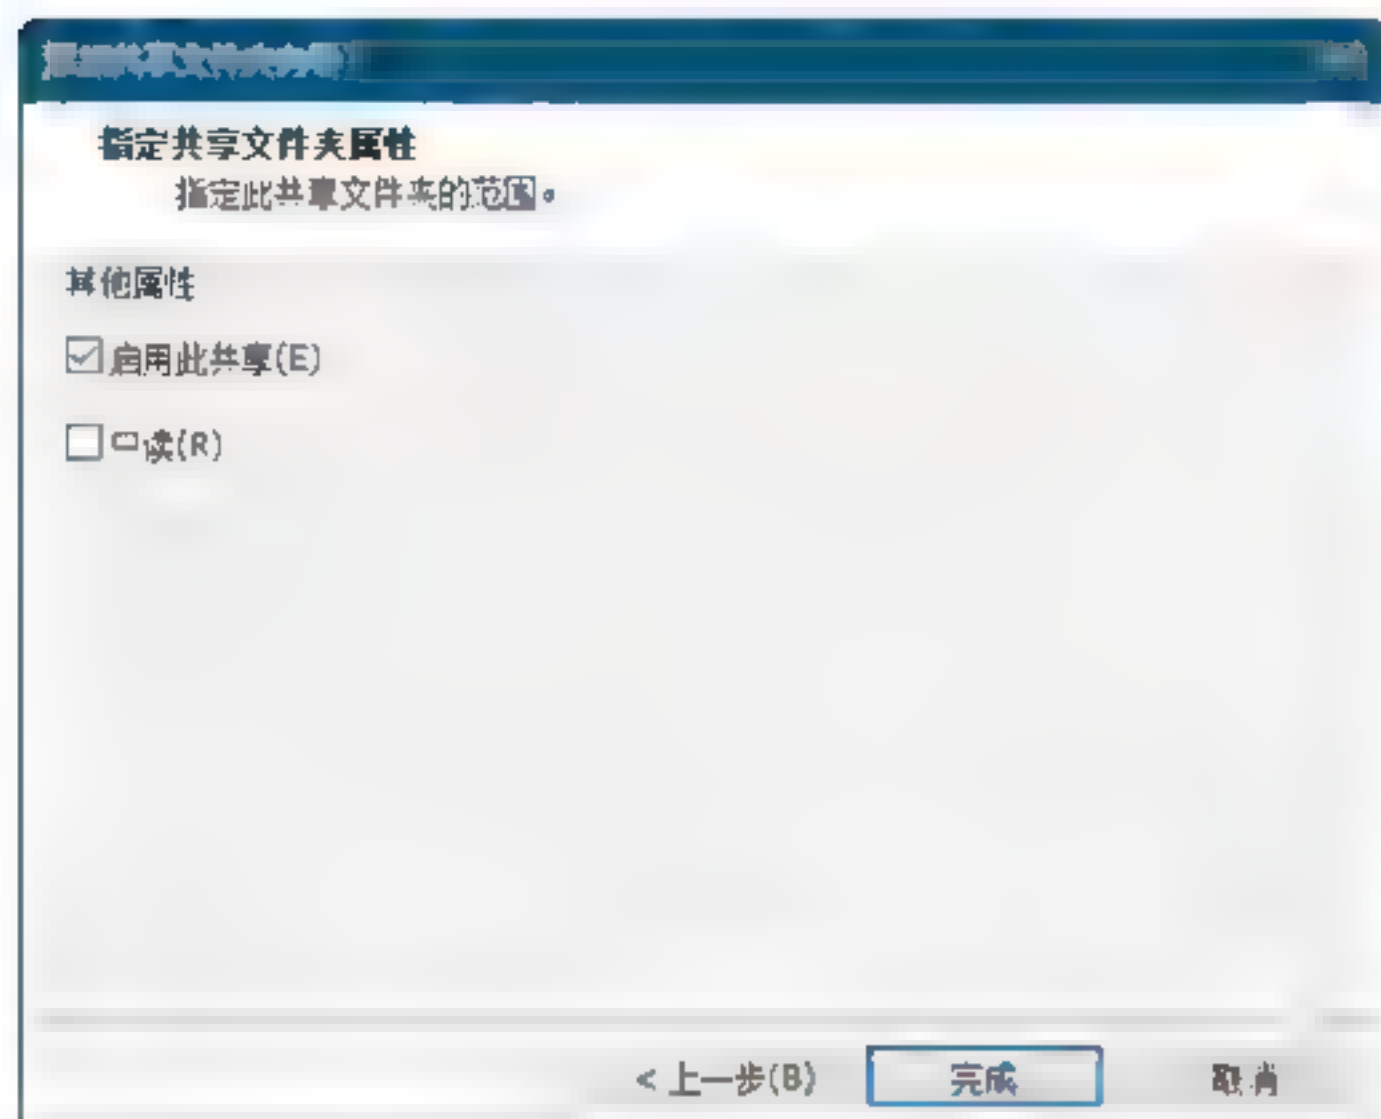 指定共享文件夹属性
指定此共享文件夹的范围。
其他属性
启用此共享(E)
只读(R)
< 上一步(B)
完成
取消